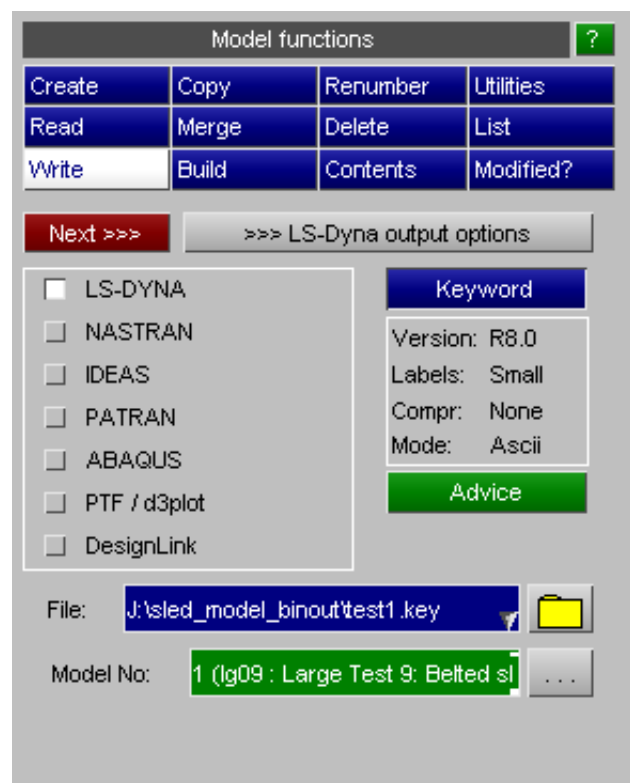 Model functions ?
Create Copy Renumber Utilities
Read Merge Delete List
Write Build Contents Modified?
Next >>> >>> LS-Dyna output options
LS-DYNA Keyword
NASTRAN Version: R8.0
IDEAS Labels: Small
PATRAN Compr: None
ABAQUS Mode: Ascii
PTF / d3plot Advice
DesignLink
File: J:\sled_model_binout\test1.key
Model No: 1 (lg09 : Large Test 9: Belted sl ...